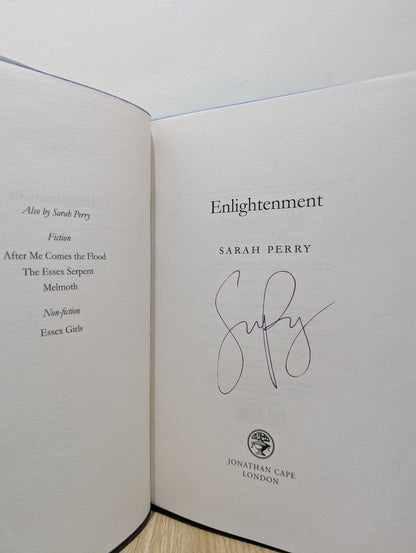 Also by Sarah Perry
Fiction
After Me Comes the Flood
The Essex Serpent
Melmoth
Non-fiction
Essex Girls
Enlightenment
SARAH PERRY
JONATHAN CAPE
LONDON